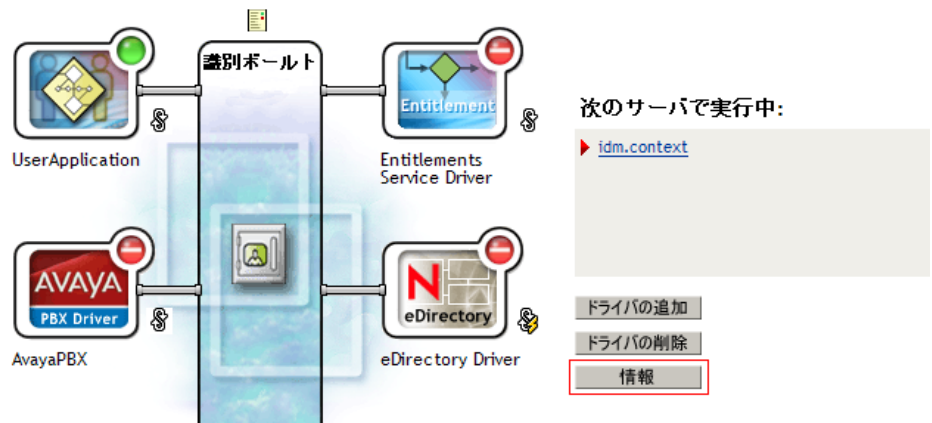 識別ボールト
UserApplication
Entitlement
Entitlements
Service Driver
AVAYA
PBX Driver
AvayaPBX
N
eDirectory
eDirectory Driver
次のサーバで実行中:
idm.context
ドライバの追加
ドライバの削除
情報